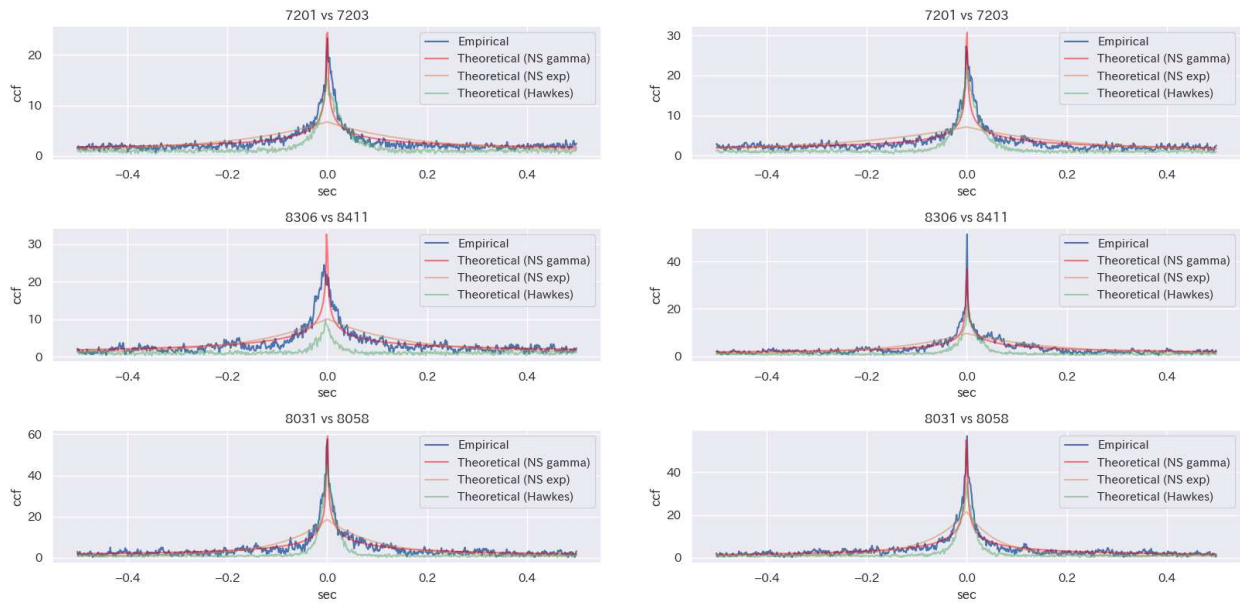 7201 vs 7203
20
10
0
ccf
Empirical
Theoretical (NS gamma)
Theoretical (NS exp)
Theoretical (Hawkes)
−0.4 −0.2 0.0 0.2 0.4
sec
7201 vs 7203
30
20
10
0
ccf
Empirical
Theoretical (NS gamma)
Theoretical (NS exp)
Theoretical (Hawkes)
−0.4 −0.2 0.0 0.2 0.4
sec
8306 vs 8411
30
20
10
0
ccf
Empirical
Theoretical (NS gamma)
Theoretical (NS exp)
Theoretical (Hawkes)
−0.4 −0.2 0.0 0.2 0.4
sec
8306 vs 8411
40
20
0
ccf
Empirical
Theoretical (NS gamma)
Theoretical (NS exp)
Theoretical (Hawkes)
−0.4 −0.2 0.0 0.2 0.4
sec
8031 vs 8058
60
40
20
0
ccf
Empirical
Theoretical (NS gamma)
Theoretical (NS exp)
Theoretical (Hawkes)
−0.4 −0.2 0.0 0.2 0.4
sec
8031 vs 8058
40
20
0
ccf
Empirical
Theoretical (NS gamma)
Theoretical (NS exp)
Theoretical (Hawkes)
−0.4 −0.2 0.0 0.2 0.4
sec